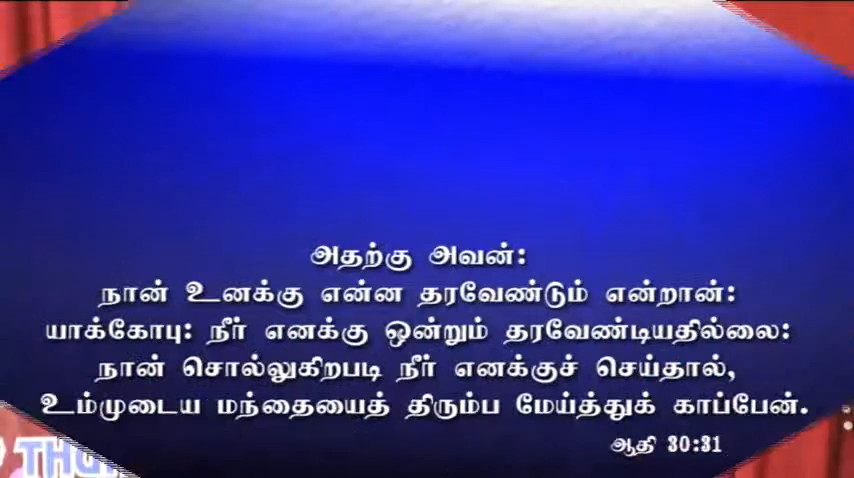 அதற்கு அவன்:
நான் உனக்கு என்ன தரவேண்டும் என்றான்:
யாக்கோபு: நீர் எனக்கு ஒன்றும் தரவேண்டியதில்லை:
நான் சொல்லுகிறபடி நீர் எனக்குச் செய்தால்,
உம்முடைய மந்தையைத் திரும்ப மேய்த்துக் காப்பேன்.
ஆதி 30:31